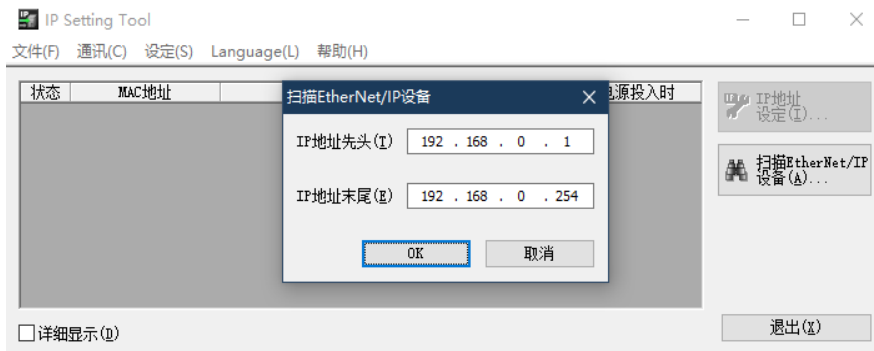 IP Setting Tool
文件(F) 通讯(C) 设定(S) Language(L) 帮助(H)
状态 MAC地址 电源投入时
扫描EtherNet/IP设备
IP地址先头(I) 192 . 168 . 0 . 1
IP地址末尾(E) 192 . 168 . 0 . 254
OK 取消
IP地址
设定(I)...
扫描EtherNet/IP
设备(A)...
详细显示(D)
退出(X)